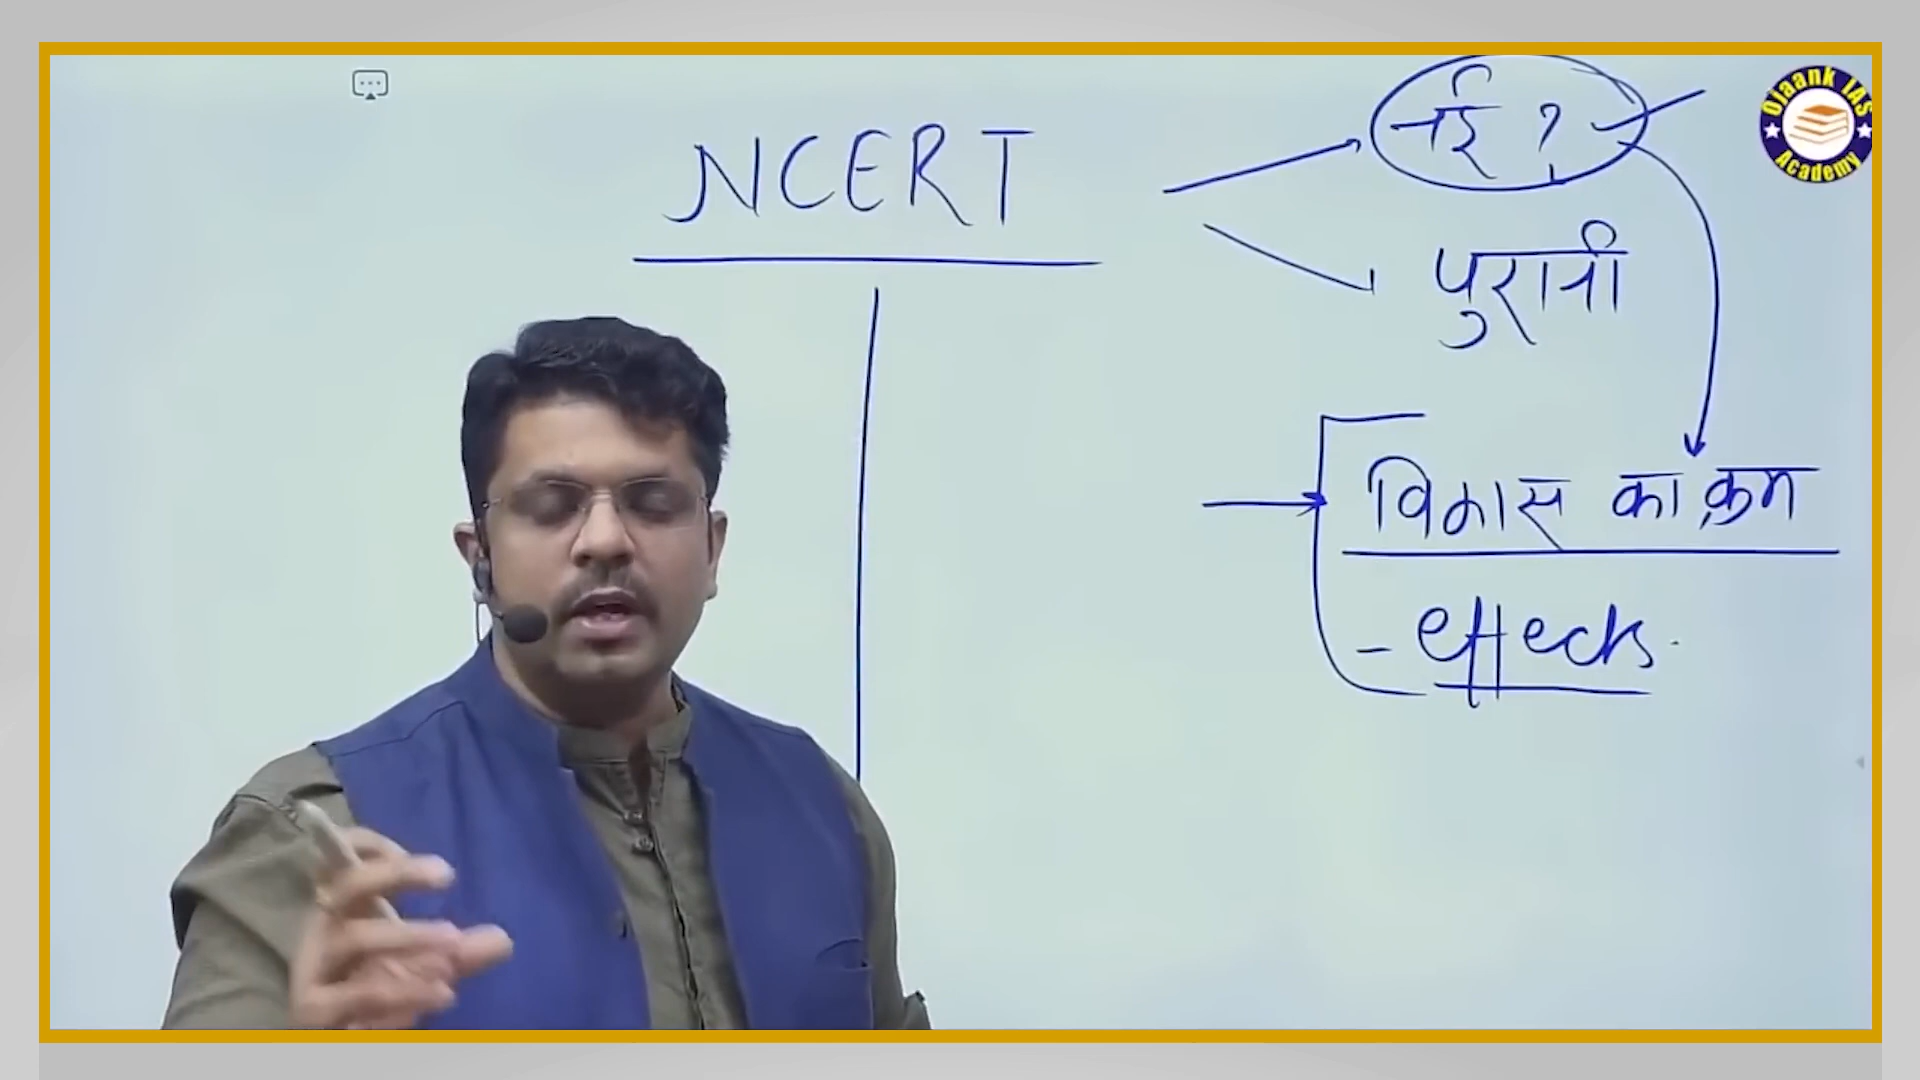 NCERT
नई ?
पुरानी
विकास का क्रम
- effects.
Ojaank IAS
Academy